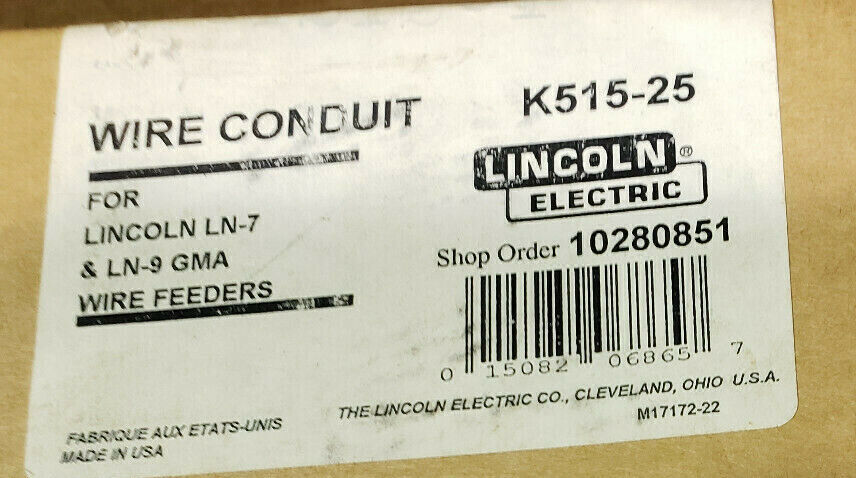 WIRE CONDUIT
FOR
LINCOLN LN-7
& LN-9 GMA
WIRE FEEDERS
K515-25
LINCOLN ®
ELECTRIC
Shop Order 10280851
0 15082 06865 7
THE LINCOLN ELECTRIC CO., CLEVELAND, OHIO U.S.A.
M17172-22
FABRIQUE AUX ETATS-UNIS
MADE IN USA